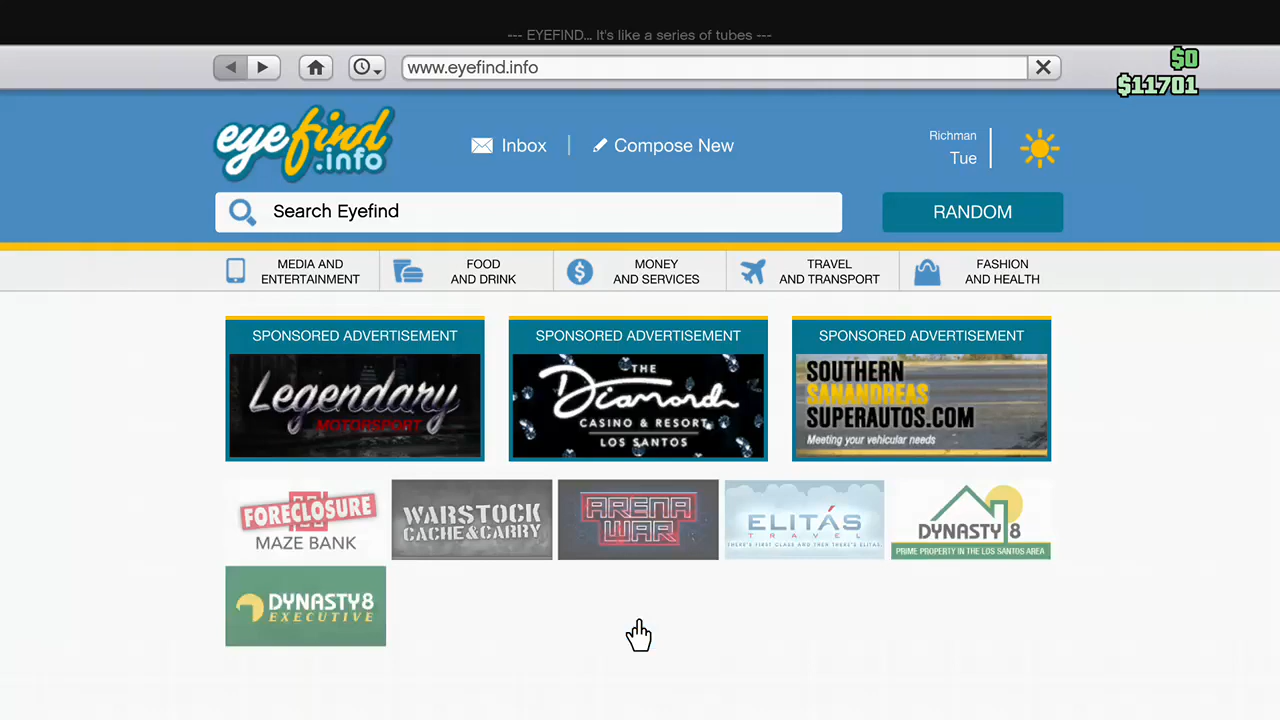 --- EYEFIND... It's like a series of tubes ---
www.eyefind.info
$0
$11701
eyefind
.info
Inbox
Compose New
Richman
Tue
Search Eyefind
RANDOM
MEDIA AND
ENTERTAINMENT
FOOD
AND DRINK
MONEY
AND SERVICES
TRAVEL
AND TRANSPORT
FASHION
AND HEALTH
SPONSORED ADVERTISEMENT
Legendary
MOTORSPORT
SPONSORED ADVERTISEMENT
THE
Diamond
CASINO & RESORT
LOS SANTOS
SPONSORED ADVERTISEMENT
SOUTHERN
SANANDREAS
SUPERAUTOS.COM
Meeting your vehicular needs
FORECLOSURE
MAZE BANK
WARSTOCK
CACHE&CARRY
ARENA
WAR
ELITÁS
TRAVEL
THERE'S FIRST CLASS AND THEN THERE'S ELITAS.
DYNASTY 8
PRIME PROPERTY IN THE LOS SANTOS AREA
DYNASTY8
EXECUTIVE